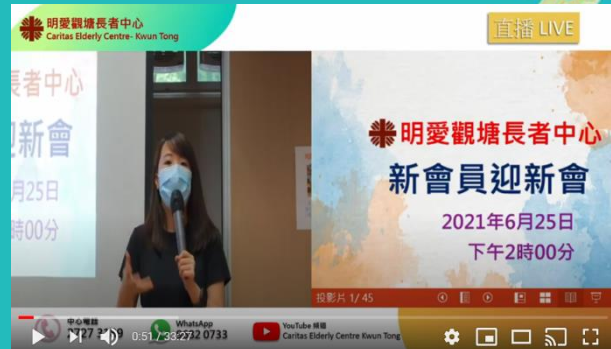 明愛觀塘長者中心
Caritas Elderly Centre- Kwun Tong
直播 LIVE
長者中心
迎新會
月25日
時00分
明愛觀塘長者中心
新會員迎新會
2021年6月25日
下午2時00分
投影片 1/ 45
中心電話
WhatsApp
0733
YouTube 頻道
Caritas Elderly Centre Kwun Tong
0:51 / 33:27